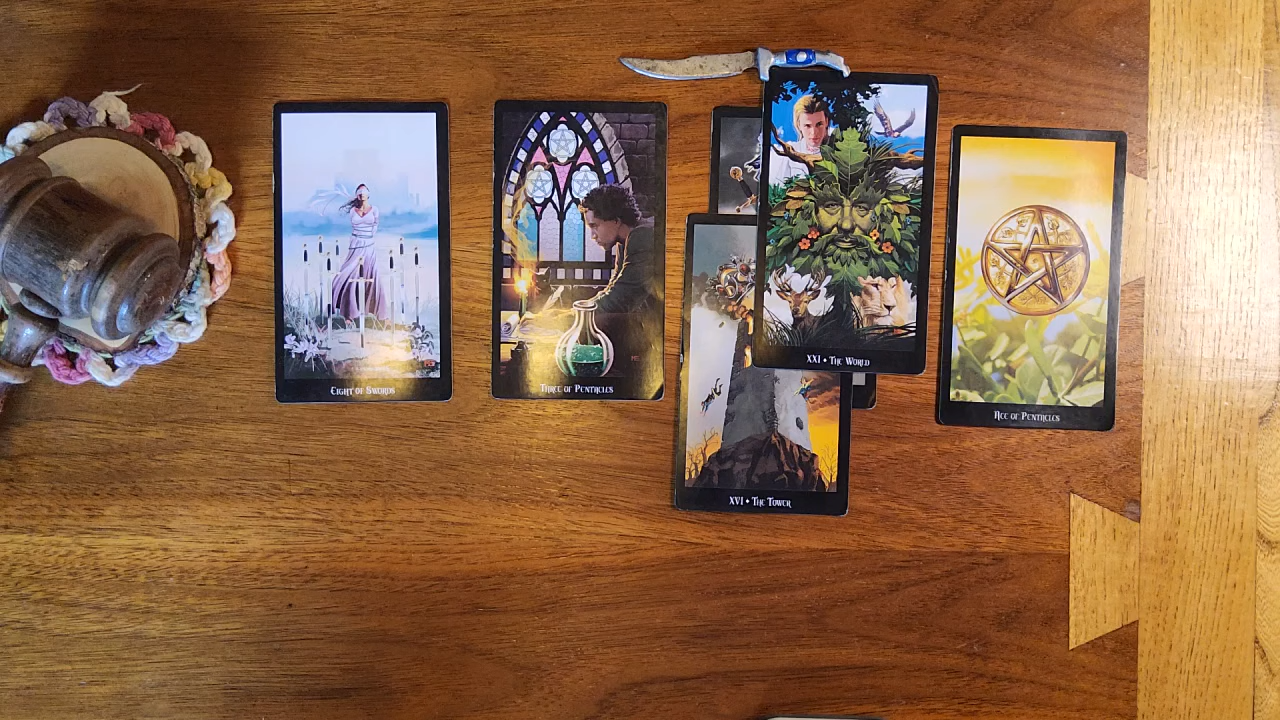 EIGHT OF SWORDS
THREE OF PENTACLES
XVI • THE TOWER
XXI • THE WORLD
ACE OF PENTACLES